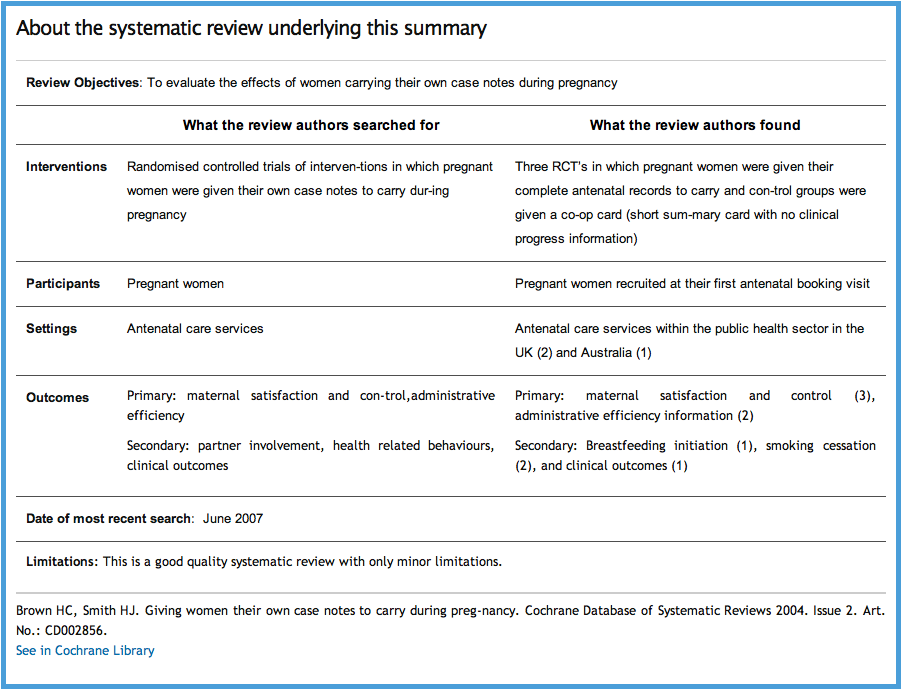 About the systematic review underlying this summary
Review Objectives: To evaluate the effects of women carrying their own case notes during pregnancy
What the review authors searched for
What the review authors found
Interventions
Randomised controlled trials of interven-tions in which pregnant
women were given their own case notes to carry dur-ing
pregnancy
Three RCT's in which pregnant women were given their
complete antenatal records to carry and con-trol groups were
given a co-op card (short sum-mary card with no clinical
progress information)
Participants
Pregnant women
Pregnant women recruited at their first antenatal booking visit
Settings
Antenatal care services
Antenatal care services within the public health sector in the
UK (2) and Australia (1)
Outcomes
Primary: maternal satisfaction and con-trol,administrative
efficiency
Secondary: partner involvement, health related behaviours,
clinical outcomes
Primary: maternal satisfaction and control (3),
administrative efficiency information (2)
Secondary: Breastfeeding initiation (1), smoking cessation
(2), and clinical outcomes (1)
Date of most recent search: June 2007
Limitations: This is a good quality systematic review with only minor limitations.
Brown HC, Smith HJ. Giving women their own case notes to carry during preg-nancy. Cochrane Database of Systematic Reviews 2004. Issue 2. Art.
No.: CD002856.
See in Cochrane Library